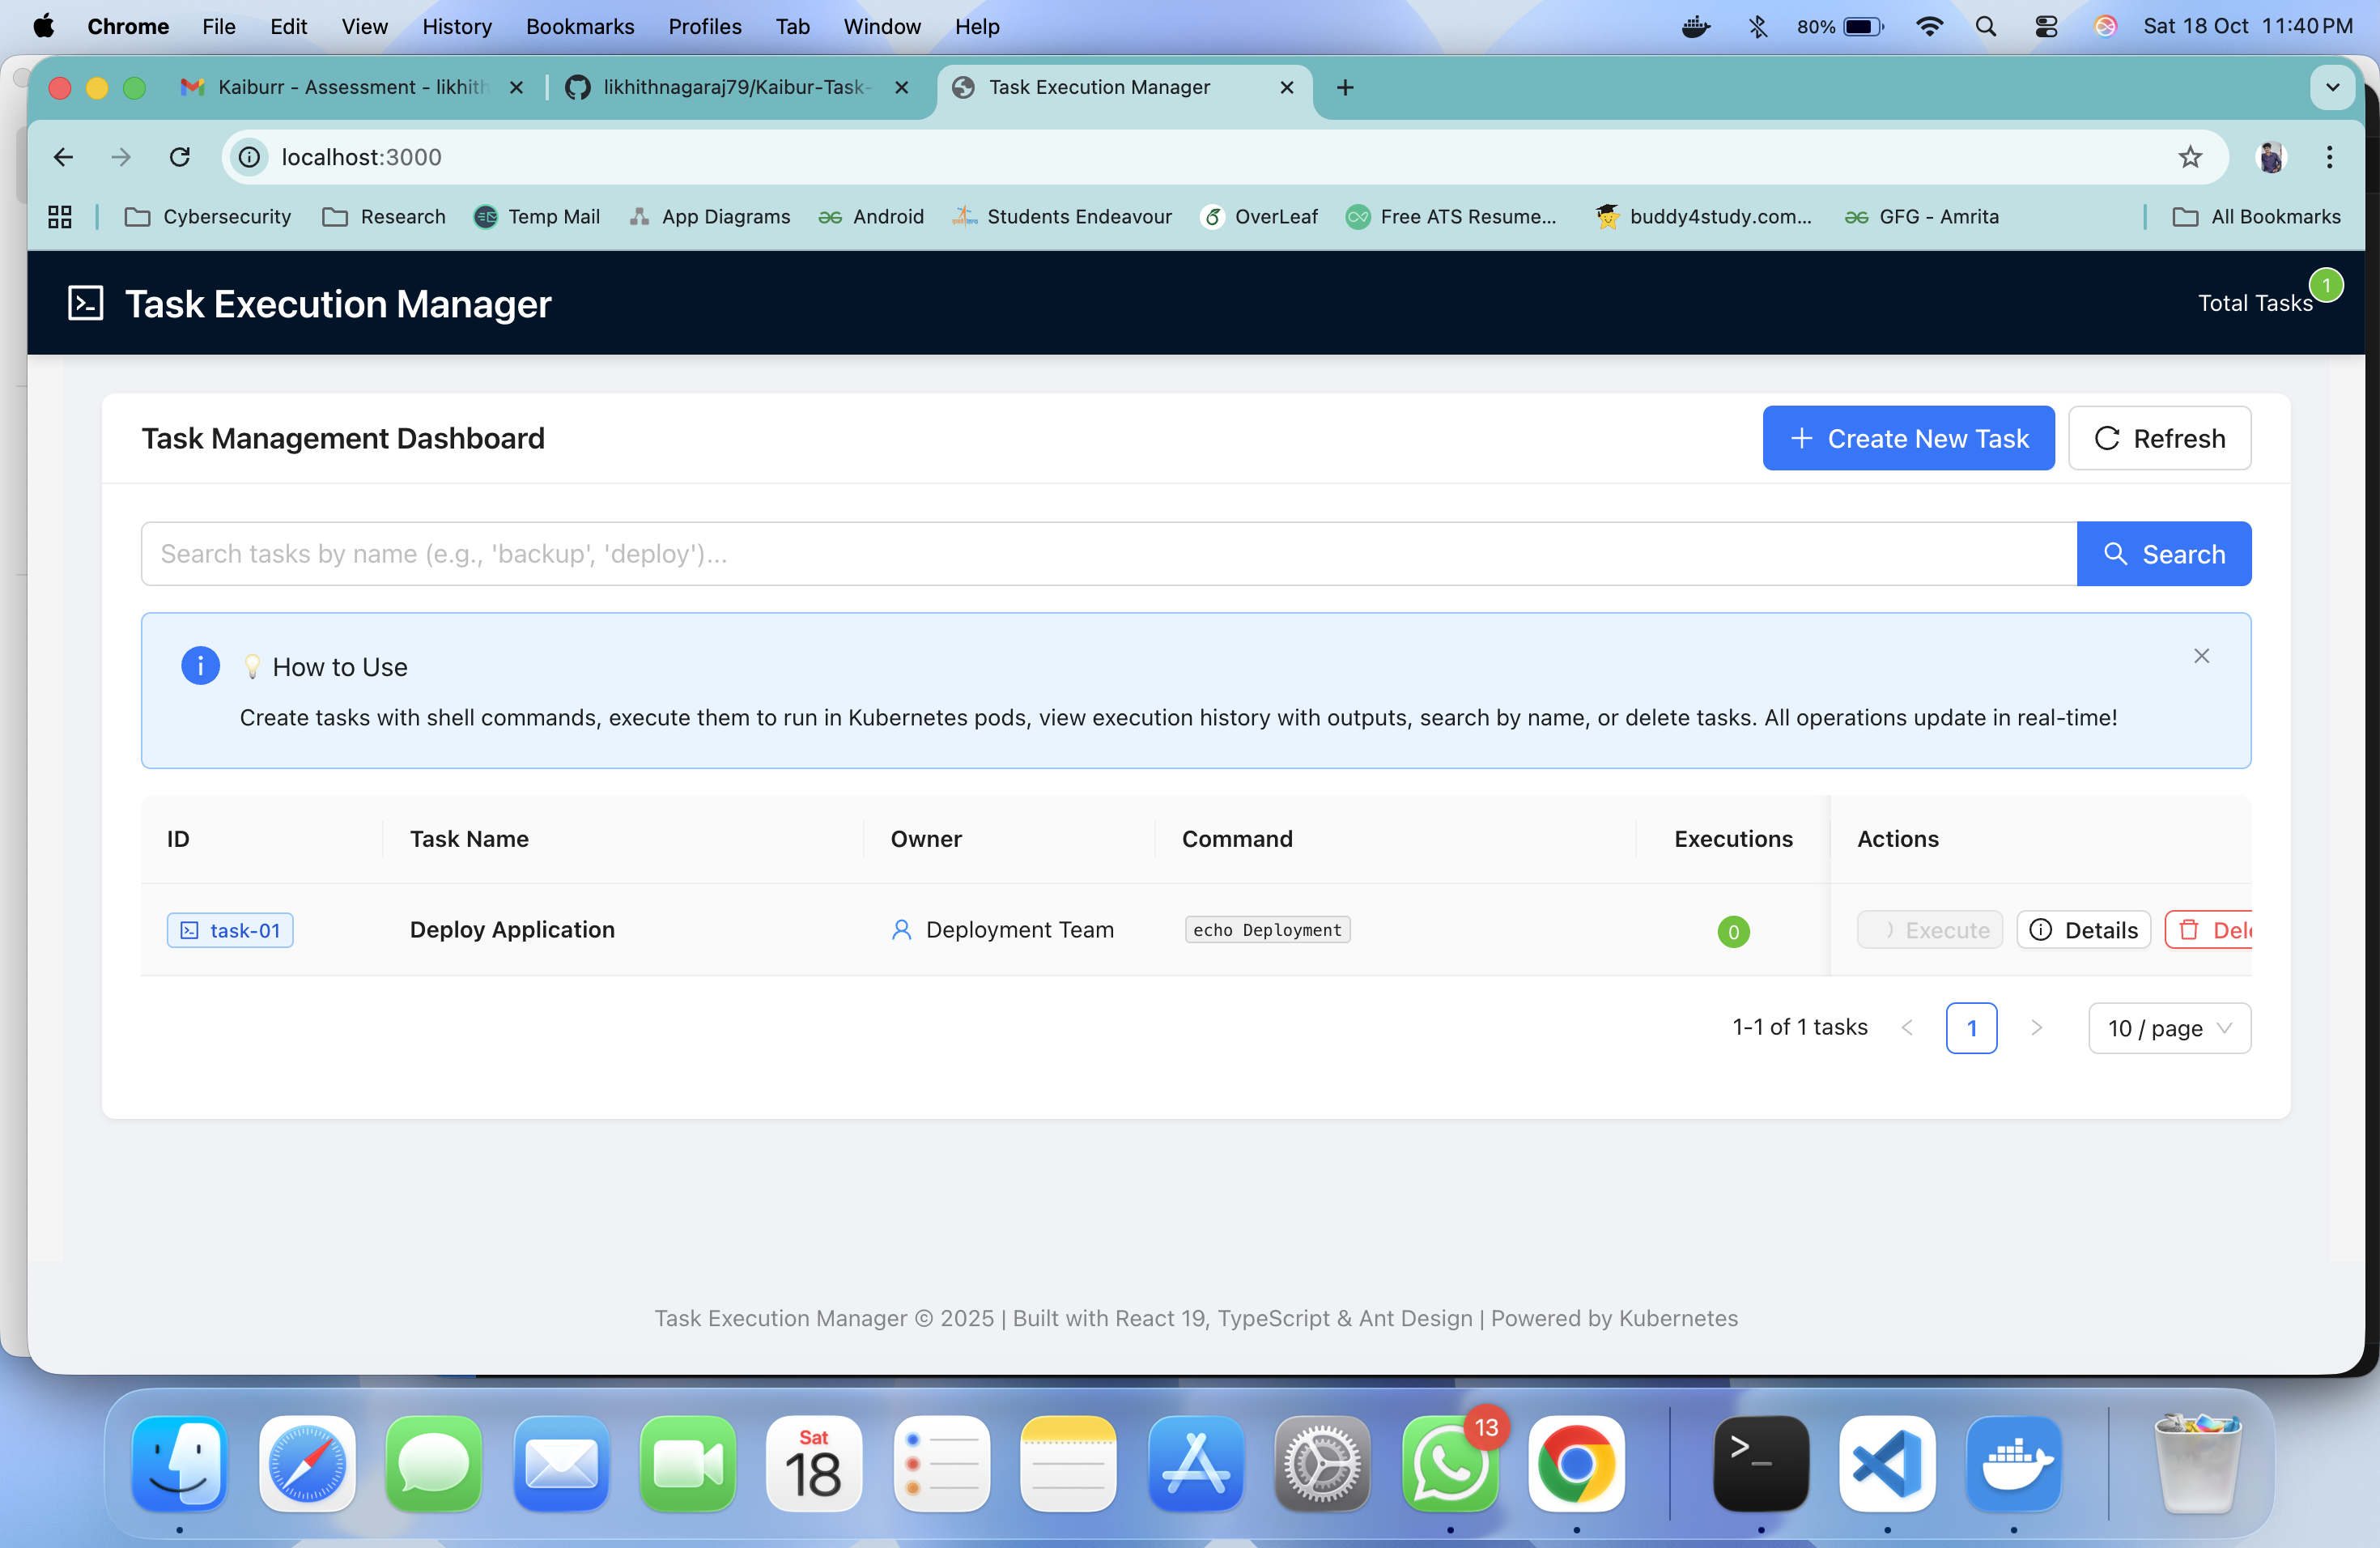 Chrome File Edit View History Bookmarks Profiles Tab Window Help 80% Sat 18 Oct 11:40 PM
Kaiburr - Assessment - likhith likhithnagaraj79/Kaibur-Task- Task Execution Manager
localhost:3000
Cybersecurity Research Temp Mail App Diagrams Android Students Endeavour OverLeaf Free ATS Resume... buddy4study.com... GFG - Amrita All Bookmarks
Task Execution Manager Total Tasks 1
Task Management Dashboard Create New Task Refresh
Search tasks by name (e.g., 'backup', 'deploy')... Search
💡 How to Use
Create tasks with shell commands, execute them to run in Kubernetes pods, view execution history with outputs, search by name, or delete tasks. All operations update in real-time!
ID Task Name Owner Command Executions Actions
task-01 Deploy Application Deployment Team echo Deployment 0 Execute Details Dele
1-1 of 1 tasks < 1 > 10 / page
Task Execution Manager © 2025 | Built with React 19, TypeScript & Ant Design | Powered by Kubernetes
Sat
18
13